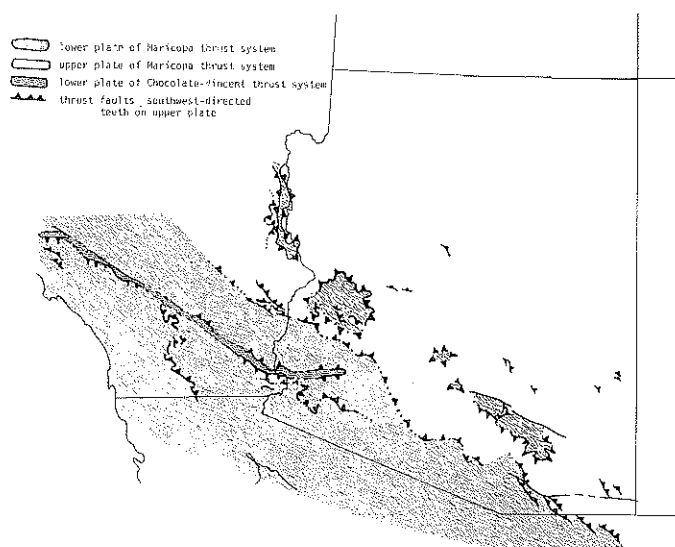 lower plate of Maricopa thrust system
upper plate of Maricopa thrust system
lower plate of Chocolate-Vincent thrust system
thrust faults, southwest-directed
teeth on upper plate